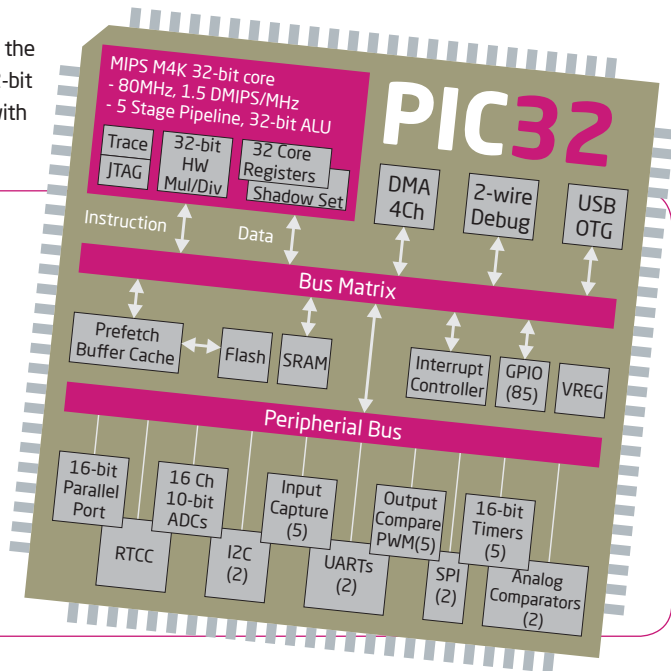 the
-bit
with
MIPS M4K 32-bit core
- 80MHz, 1.5 DMIPS/MHz
- 5 Stage Pipeline, 32-bit ALU
Trace
JTAG
32-bit
HW
Mul/Div
32 Core
Registers
Shadow Set
PIC32
DMA
4Ch
2-wire
Debug
USB
OTG
Instruction
Data
Bus Matrix
Prefetch
Buffer Cache
Flash
SRAM
Interrupt
Controller
GPIO
(85)
VREG
Peripherial Bus
16-bit
Parallel
Port
RTCC
16 Ch
10-bit
ADCs
I2C
(2)
Input
Capture
(5)
UARTs
(2)
Output
Compare
PWM(5)
SPI
(2)
16-bit
Timers
(5)
Analog
Comparators
(2)